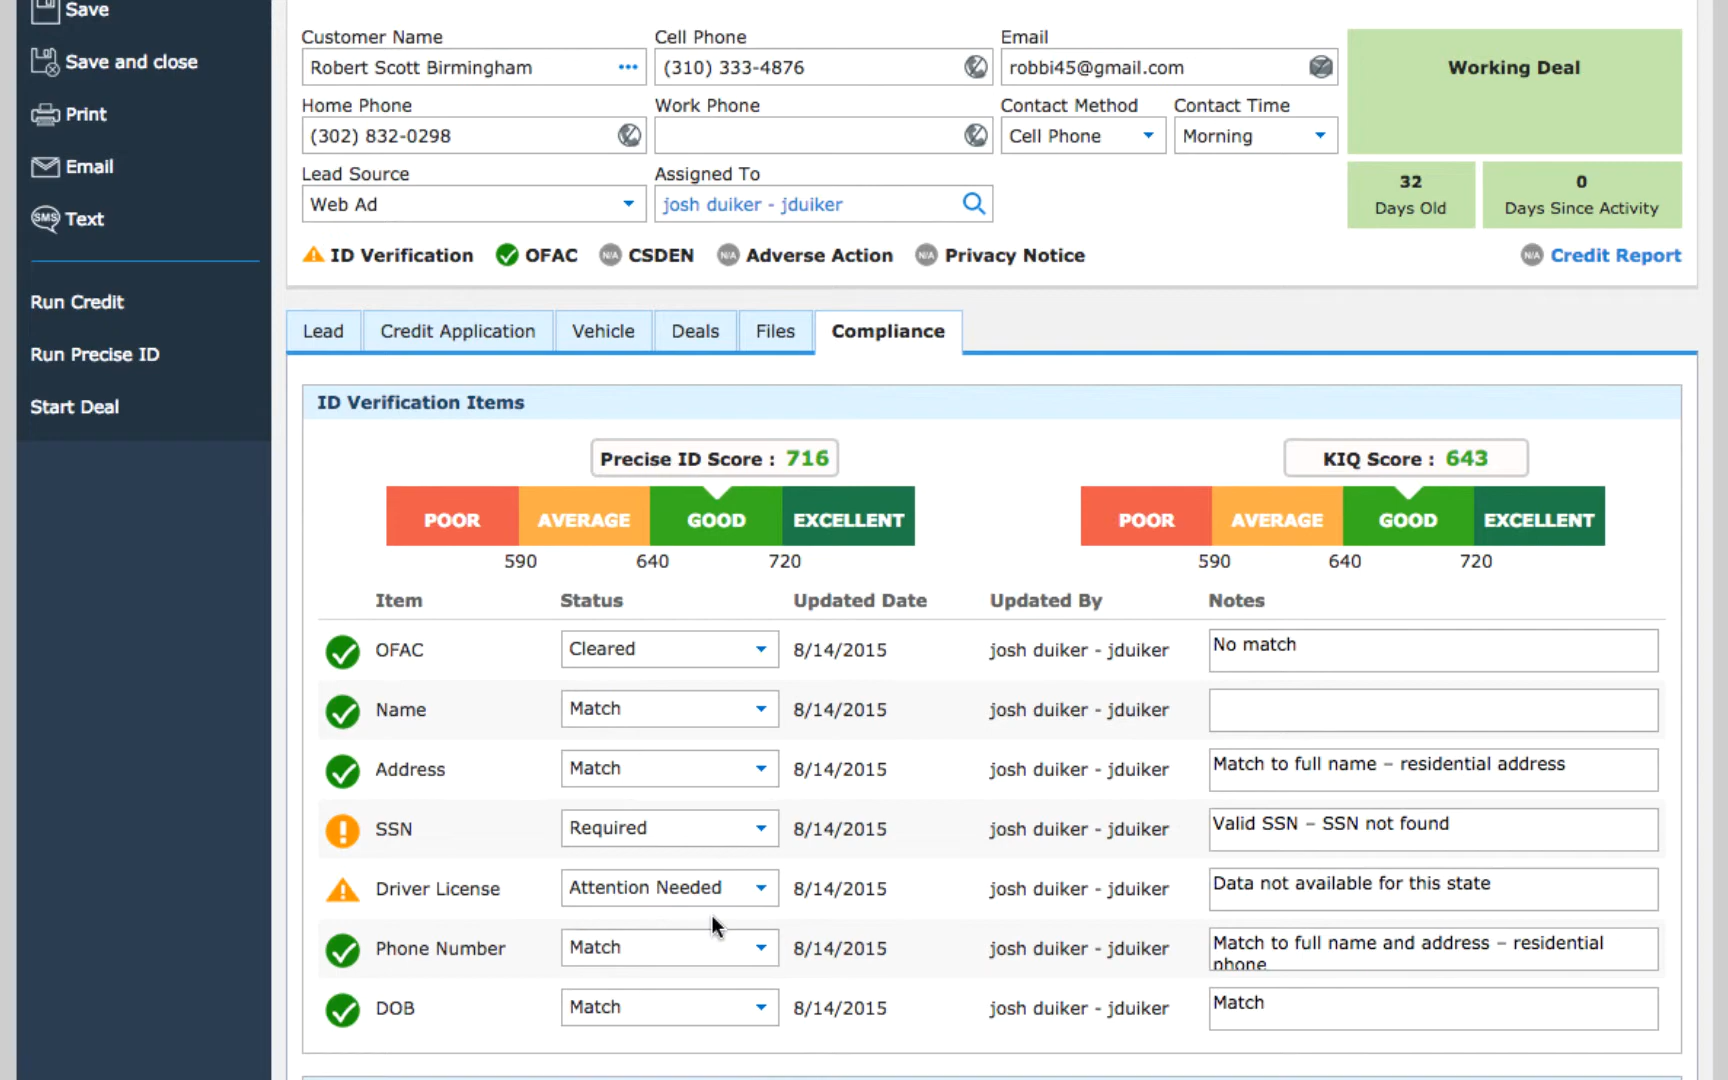 Save
Save and close
Print
Email
SMS Text
Run Credit
Run Precise ID
Start Deal
Customer Name Cell Phone Email
Robert Scott Birmingham ••• (310) 333-4876 robbi45@gmail.com
Working Deal
Home Phone Work Phone Contact Method Contact Time
(302) 832-0298 Cell Phone Morning
Lead Source Assigned To
Web Ad josh duiker - jduiker
32 0
Days Old Days Since Activity
ID Verification OFAC N/A CSDEN N/A Adverse Action N/A Privacy Notice N/A Credit Report
Lead Credit Application Vehicle Deals Files Compliance
ID Verification Items
Precise ID Score : 716 KIQ Score : 643
POOR AVERAGE GOOD EXCELLENT POOR AVERAGE GOOD EXCELLENT
590 640 720 590 640 720
Item Status Updated Date Updated By Notes
OFAC Cleared 8/14/2015 josh duiker - jduiker No match
Name Match 8/14/2015 josh duiker - jduiker
Address Match 8/14/2015 josh duiker - jduiker Match to full name – residential address
SSN Required 8/14/2015 josh duiker - jduiker Valid SSN – SSN not found
Driver License Attention Needed 8/14/2015 josh duiker - jduiker Data not available for this state
Phone Number Match 8/14/2015 josh duiker - jduiker Match to full name and address – residential
phone
DOB Match 8/14/2015 josh duiker - jduiker Match